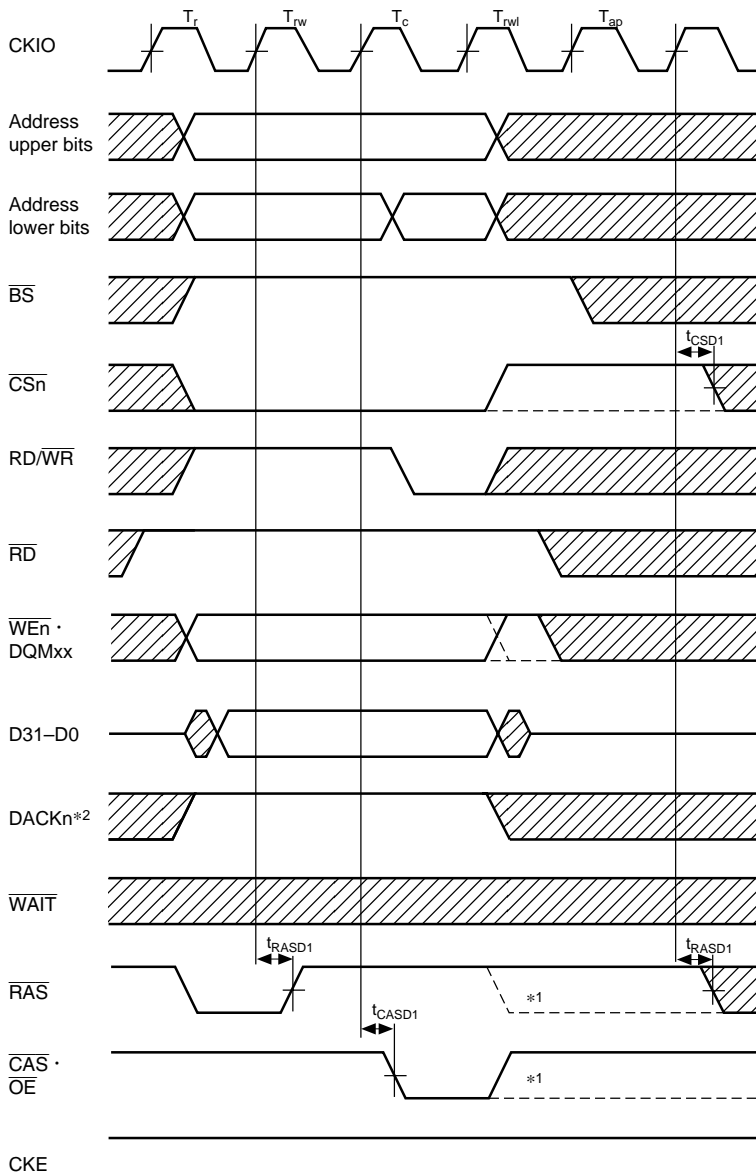 Tr Trw Tc Trwl Tap
CKIO
Address
upper bits
Address
lower bits
BS
tCSD1
CSn
RD/WR
RD
WEn ·
DQMxx
D31–D0
DACKn*2
WAIT
tRASD1 tRASD1
RAS
*1
tCASD1
CAS ·
OE
*1
CKE